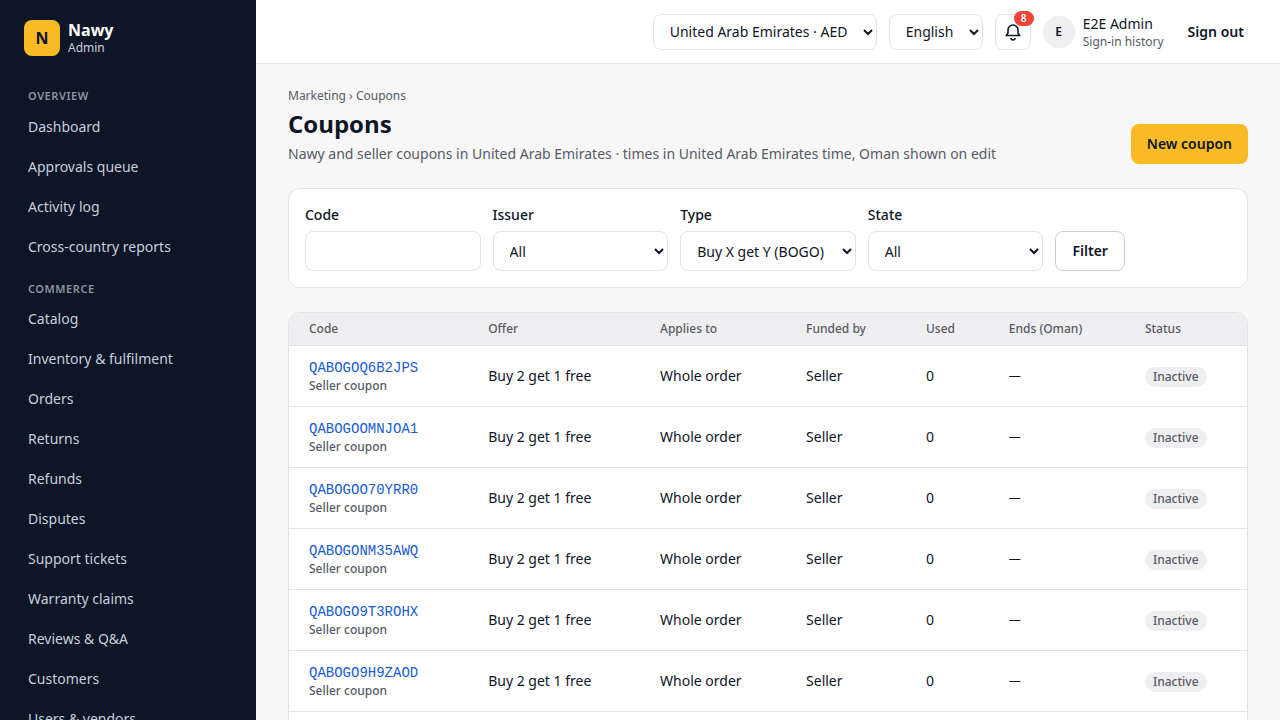 N
Nawy
Admin
United Arab Emirates · AED
English
8
E
E2E Admin
Sign-in history
Sign out
OVERVIEW
Dashboard
Approvals queue
Activity log
Cross-country reports
COMMERCE
Catalog
Inventory & fulfilment
Orders
Returns
Refunds
Disputes
Support tickets
Warranty claims
Reviews & Q&A
Customers
Users & vendors
Marketing › Coupons
Coupons
Nawy and seller coupons in United Arab Emirates · times in United Arab Emirates time, Oman shown on edit
New coupon
Code Issuer Type State
All Buy X get Y (BOGO) All Filter
Code Offer Applies to Funded by Used Ends (Oman) Status
QABOGOQ6B2JPS Buy 2 get 1 free Whole order Seller 0 — Inactive
Seller coupon
QABOGOOMNJOA1 Buy 2 get 1 free Whole order Seller 0 — Inactive
Seller coupon
QABOGOO70YRR0 Buy 2 get 1 free Whole order Seller 0 — Inactive
Seller coupon
QABOGONM35AWQ Buy 2 get 1 free Whole order Seller 0 — Inactive
Seller coupon
QABOGO9T3ROHX Buy 2 get 1 free Whole order Seller 0 — Inactive
Seller coupon
QABOGO9H9ZAOD Buy 2 get 1 free Whole order Seller 0 — Inactive
Seller coupon